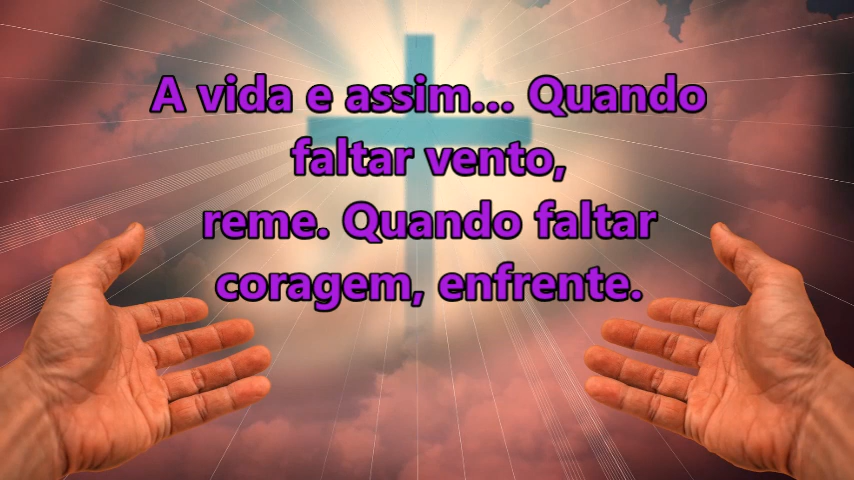 A vida e assim... Quando
faltar vento,
reme. Quando faltar
coragem, enfrente.